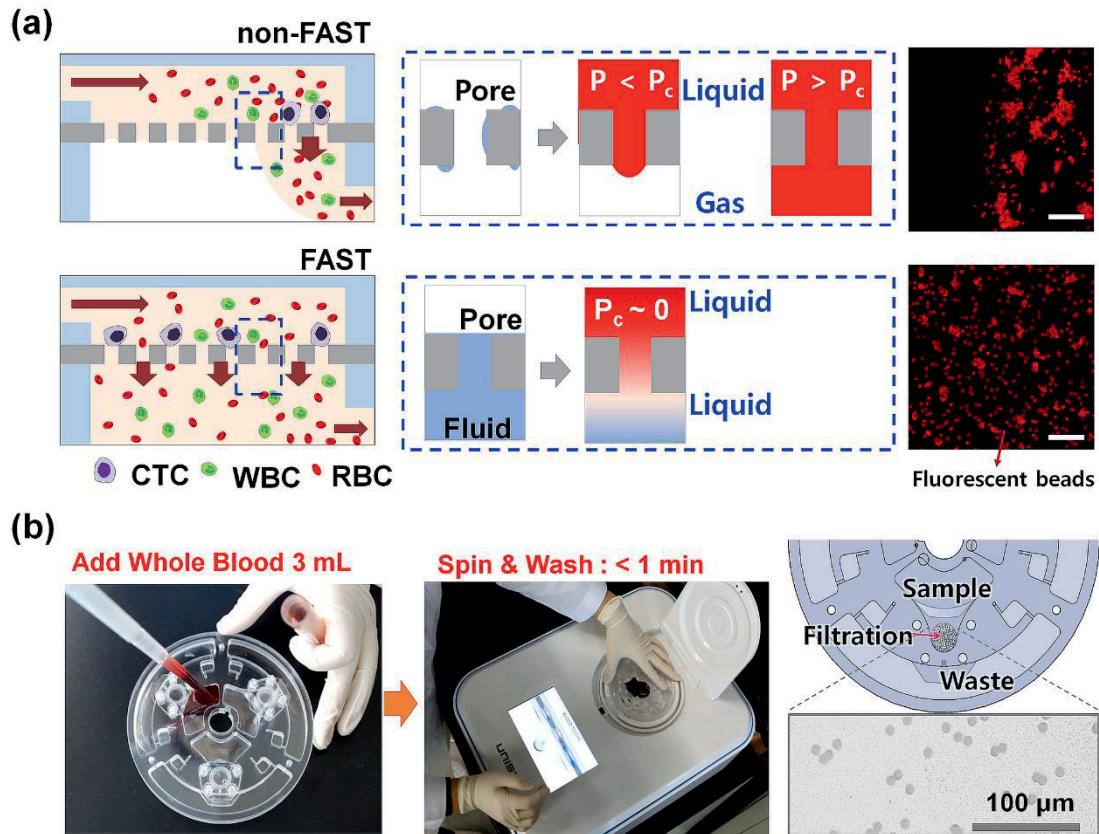 (a)
non-FAST
Pore
P < Pc
Liquid
P > Pc
Gas
FAST
Pore
Fluid
Pc ~ 0
Liquid
Liquid
CTC
WBC
RBC
Fluorescent beads
(b)
Add Whole Blood 3 mL
Spin & Wash : < 1 min
Sample
Filtration
Waste
100 µm